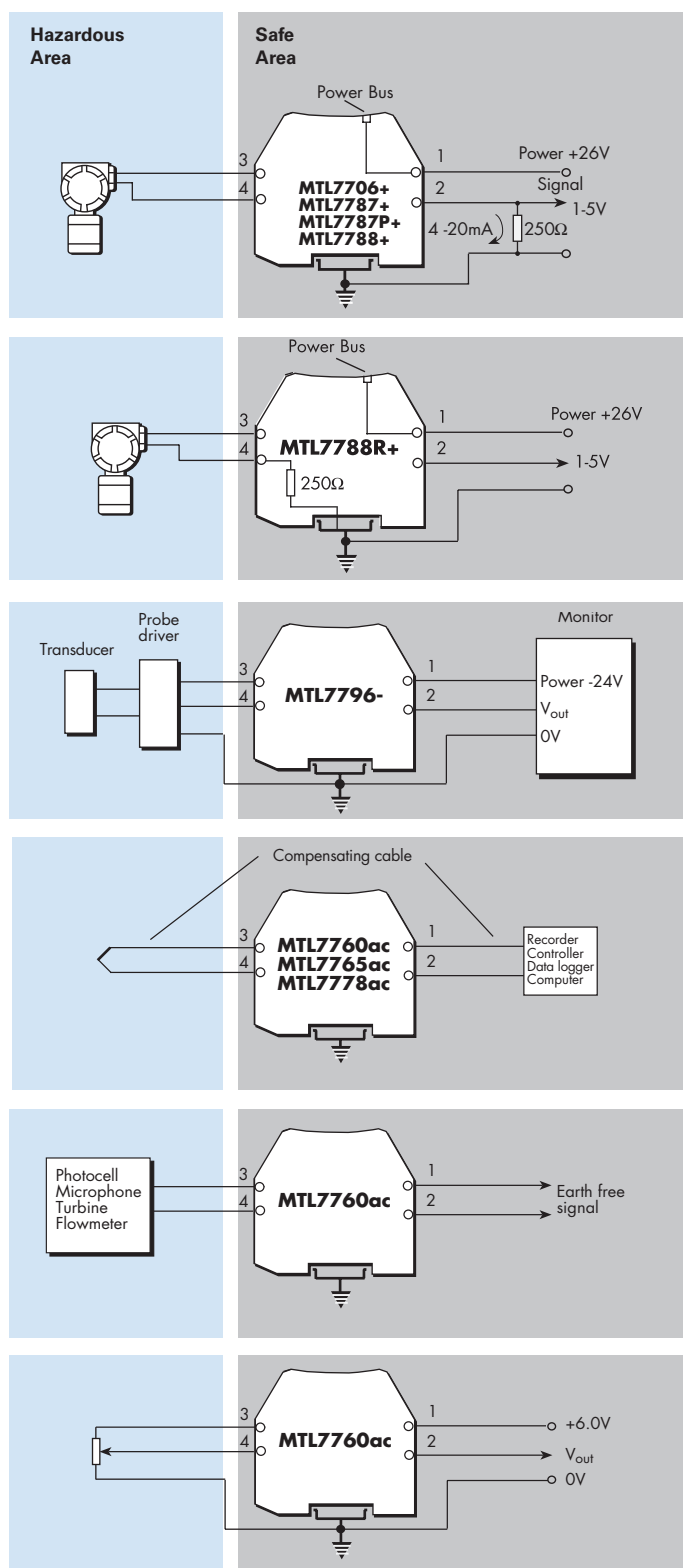 Hazardous
Area
Safe
Area
Power Bus
3
4
MTL7706+
MTL7787+
MTL7787P+
MTL7788+
1
2
Power +26V
Signal
1-5V
4 -20mA
250Ω
Power Bus
3
4
MTL7788R+
250Ω
1
2
Power +26V
1-5V
Transducer
Probe
driver
3
4
MTL7796-
1
2
Monitor
Power -24V
Vout
0V
Compensating cable
3
4
MTL7760ac
MTL7765ac
MTL7778ac
1
2
Recorder
Controller
Data logger
Computer
Photocell
Microphone
Turbine
Flowmeter
3
4
MTL7760ac
1
2
Earth free
signal
3
4
MTL7760ac
1
2
+6.0V
Vout
0V